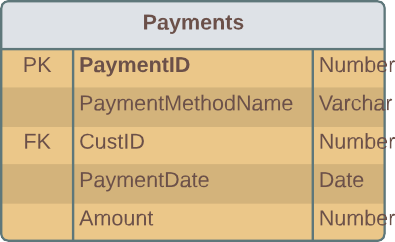 Payments
PK PaymentID Number
PaymentMethodName Varchar
FK CustID Number
PaymentDate Date
Amount Number